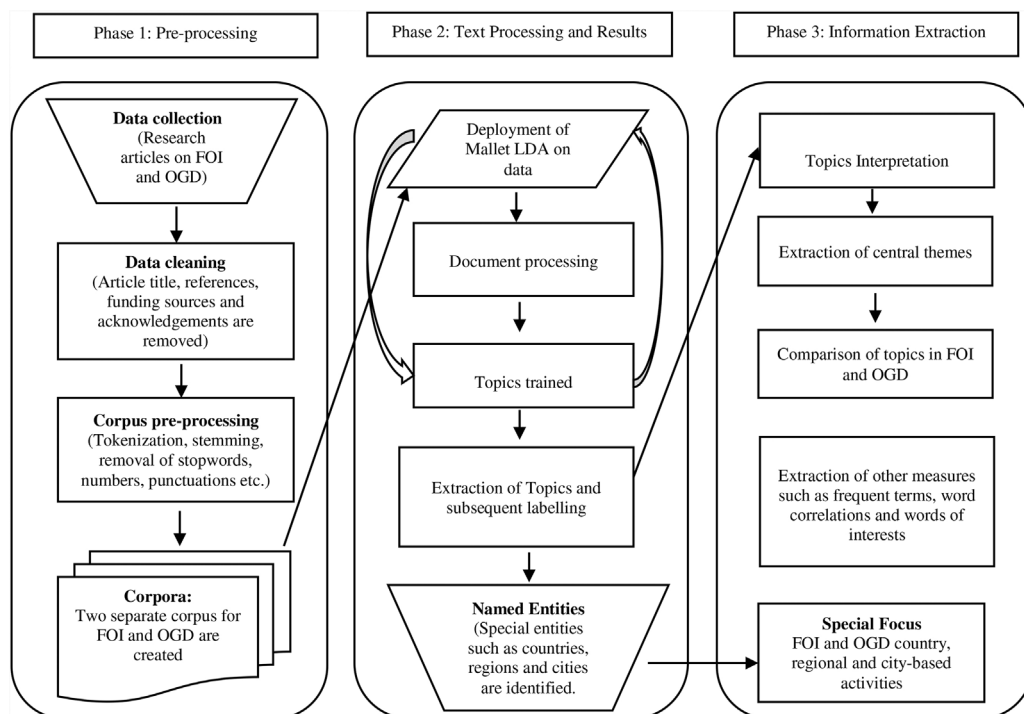 Phase 1: Pre-processing
Phase 2: Text Processing and Results
Phase 3: Information Extraction
Data collection
(Research
articles on FOI
and OGD)
Data cleaning
(Article title, references,
funding sources and
acknowledgements are
removed)
Corpus pre-processing
(Tokenization, stemming,
removal of stopwords,
numbers, punctuations etc.)
Corpora:
Two separate corpus for
FOI and OGD are
created
Deployment of
Mallet LDA on
data
Document processing
Topics trained
Extraction of Topics and
subsequent labelling
Named Entities
(Special entities
such as countries,
regions and cities
are identified.
Topics Interpretation
Extraction of central themes
Comparison of topics in FOI
and OGD
Extraction of other measures
such as frequent terms, word
correlations and words of
interests
Special Focus
FOI and OGD country,
regional and city-based
activities